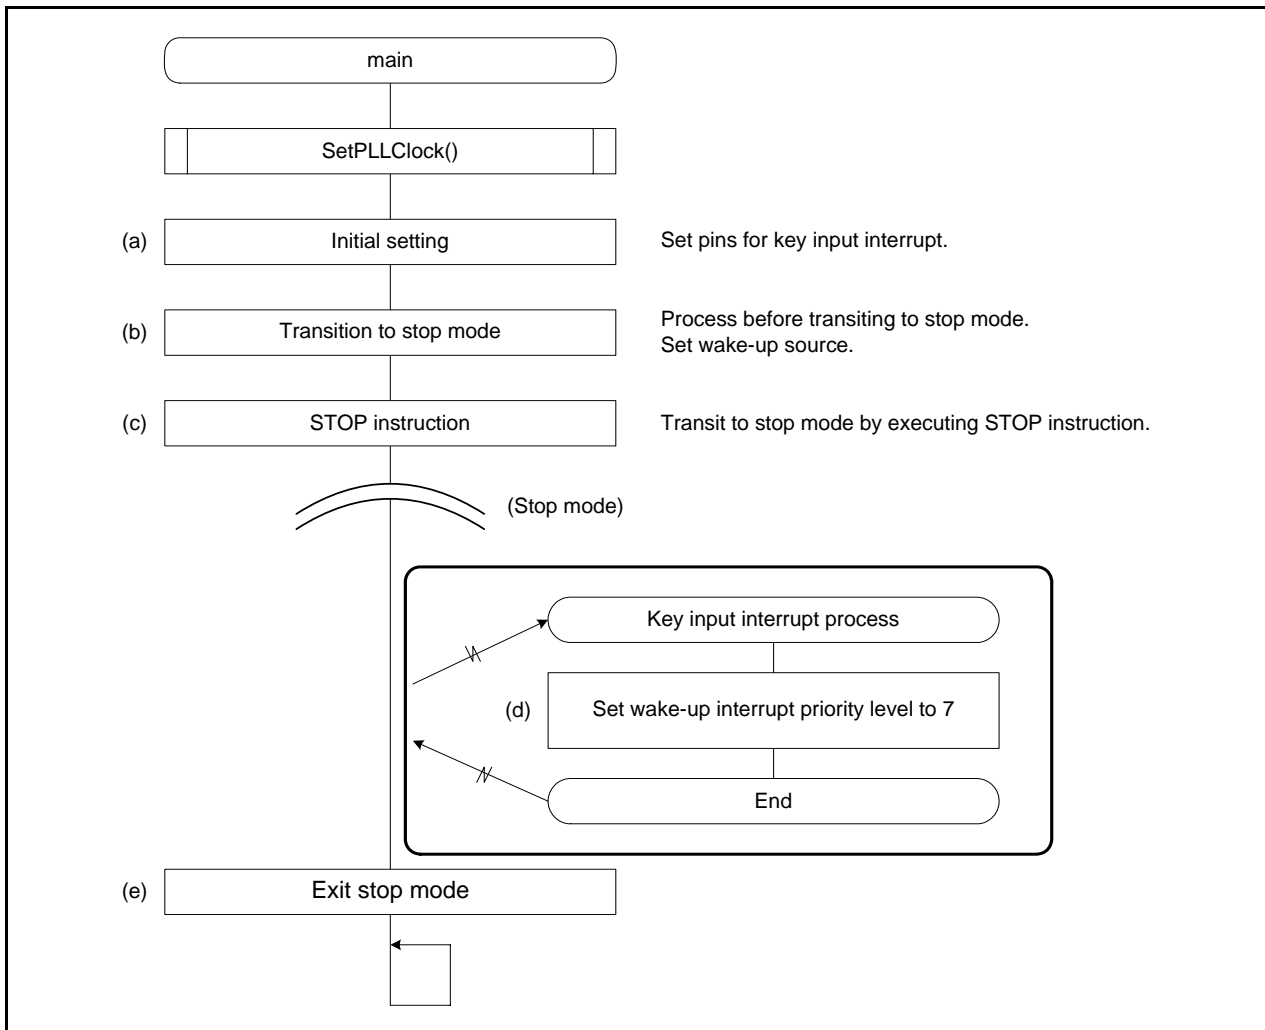 main
SetPLLClock()
(a)
Initial setting
Set pins for key input interrupt.
(b)
Transition to stop mode
Process before transiting to stop mode.
Set wake-up source.
(c)
STOP instruction
Transit to stop mode by executing STOP instruction.
(Stop mode)
Key input interrupt process
(d)
Set wake-up interrupt priority level to 7
End
(e)
Exit stop mode